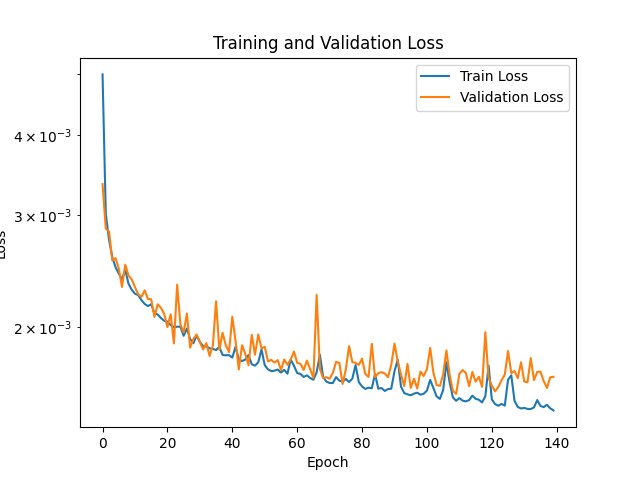 Training and Validation Loss
Train Loss
Validation Loss
4 × 10⁻³
3 × 10⁻³
2 × 10⁻³
Loss
0 20 40 60 80 100 120 140
Epoch